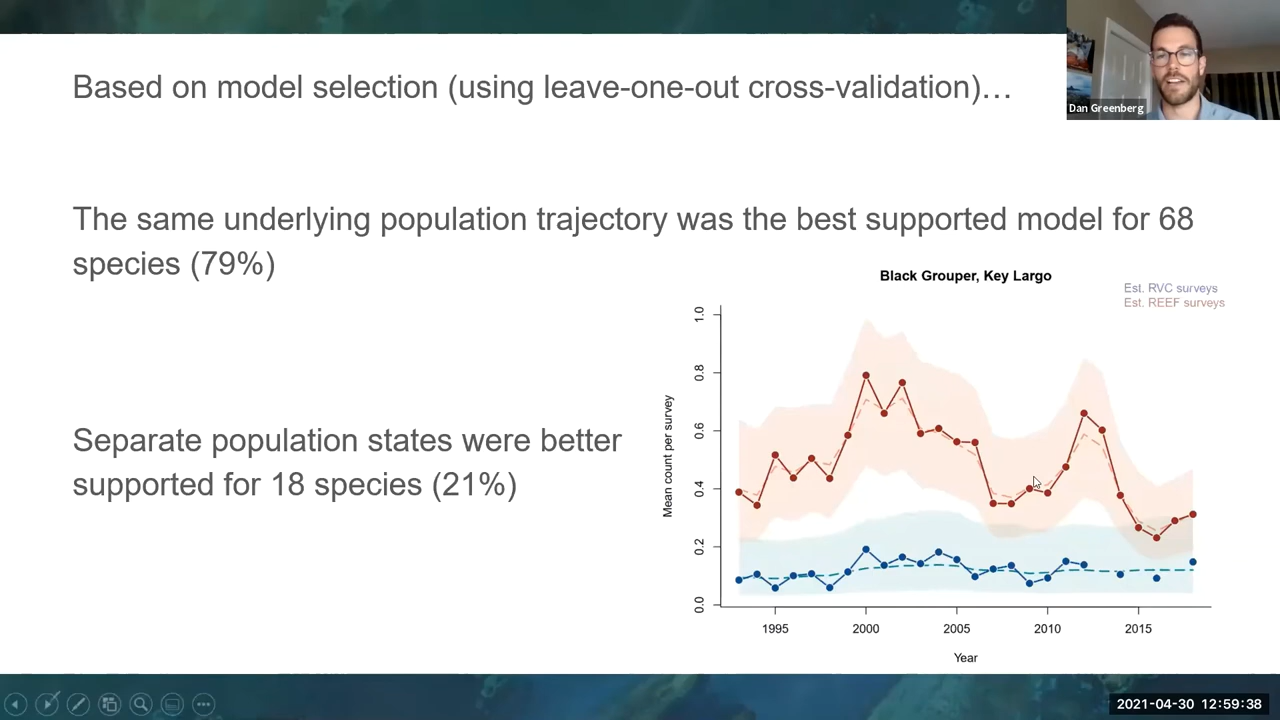 Based on model selection (using leave-one-out cross-validation)…
Dan Greenberg
The same underlying population trajectory was the best supported model for 68
species (79%)
Separate population states were better
supported for 18 species (21%)
Black Grouper, Key Largo
Est. RVC surveys
Est. REEF surveys
Mean count per survey
1.0
0.8
0.6
0.4
0.2
0.0
1995 2000 2005 2010 2015
Year
2021-04-30 12:59:38